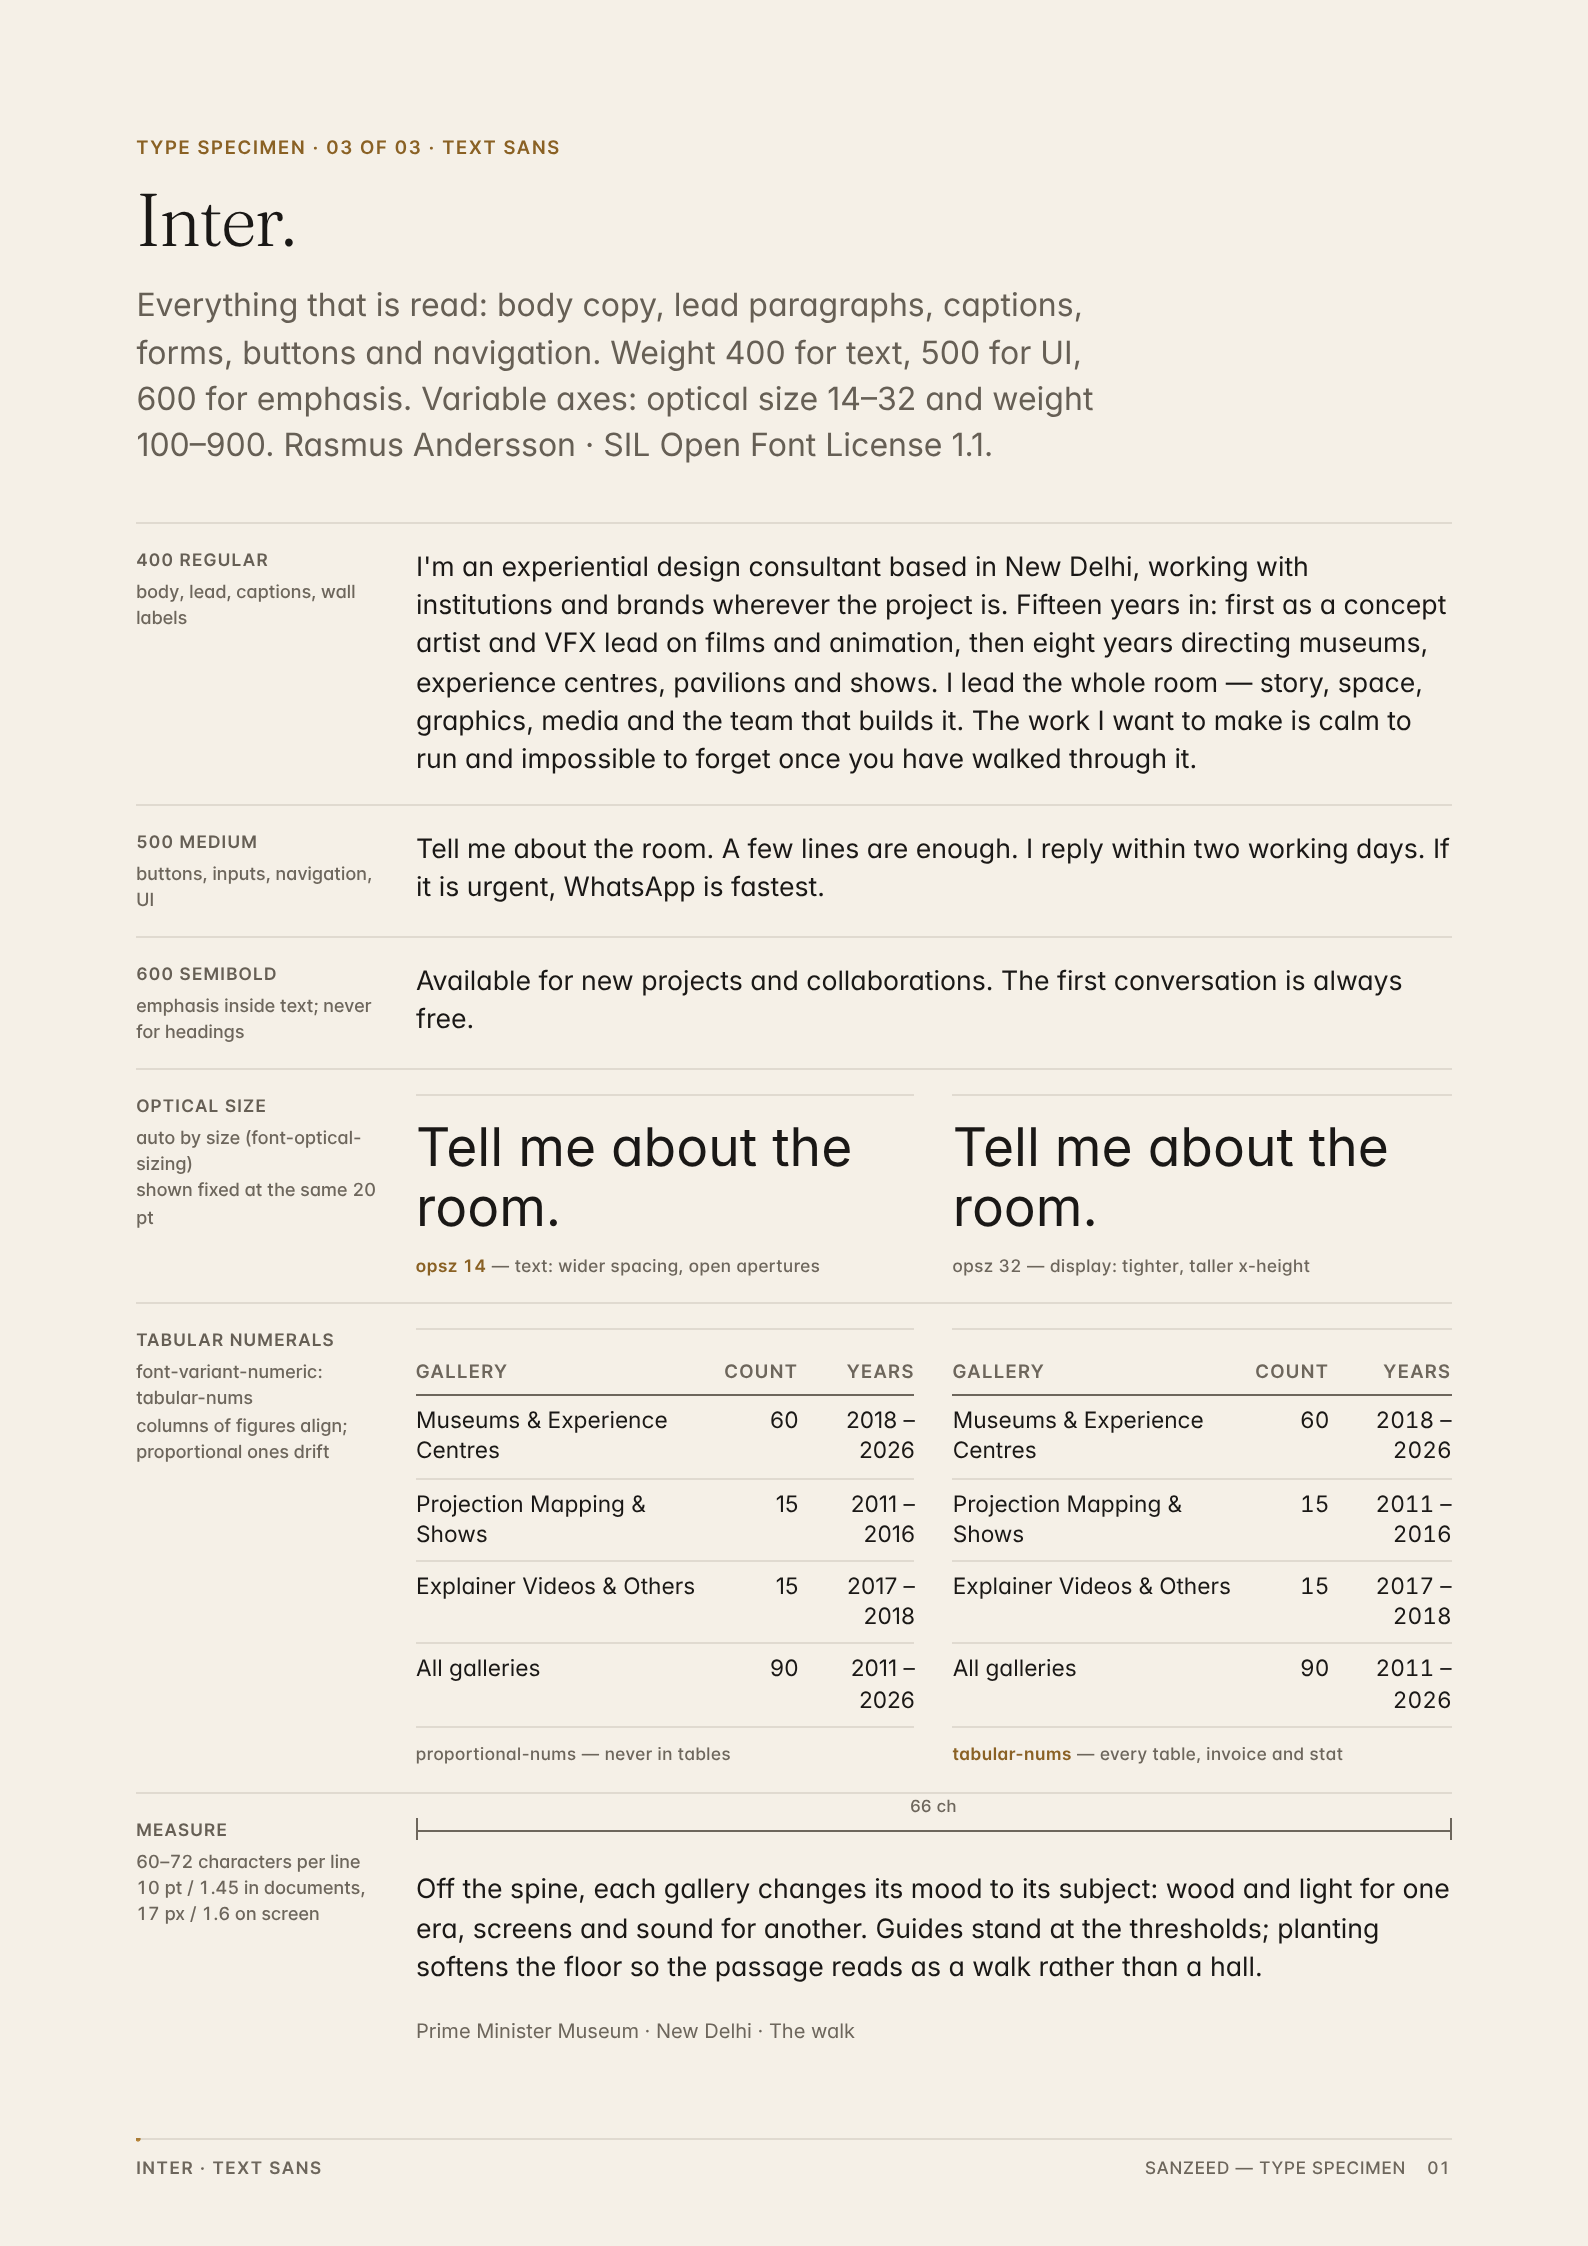 TYPE SPECIMEN · 03 OF 03 · TEXT SANS
Inter.
Everything that is read: body copy, lead paragraphs, captions,
forms, buttons and navigation. Weight 400 for text, 500 for UI,
600 for emphasis. Variable axes: optical size 14–32 and weight
100–900. Rasmus Andersson · SIL Open Font License 1.1.
400 REGULAR
body, lead, captions, wall
labels
I'm an experiential design consultant based in New Delhi, working with
institutions and brands wherever the project is. Fifteen years in: first as a concept
artist and VFX lead on films and animation, then eight years directing museums,
experience centres, pavilions and shows. I lead the whole room — story, space,
graphics, media and the team that builds it. The work I want to make is calm to
run and impossible to forget once you have walked through it.
500 MEDIUM
buttons, inputs, navigation,
UI
Tell me about the room. A few lines are enough. I reply within two working days. If
it is urgent, WhatsApp is fastest.
600 SEMIBOLD
emphasis inside text; never
for headings
Available for new projects and collaborations. The first conversation is always
free.
OPTICAL SIZE
auto by size (font-optical-
sizing)
shown fixed at the same 20
pt
Tell me about the
room.
opsz 14 — text: wider spacing, open apertures
Tell me about the
room.
opsz 32 — display: tighter, taller x-height
TABULAR NUMERALS
font-variant-numeric:
tabular-nums
columns of figures align;
proportional ones drift
GALLERY COUNT YEARS
Museums & Experience 60 2018 –
Centres 2026
Projection Mapping & 15 2011 –
Shows 2016
Explainer Videos & Others 15 2017 –
2018
All galleries 90 2011 –
2026
proportional-nums — never in tables
GALLERY COUNT YEARS
Museums & Experience 60 2018 –
Centres 2026
Projection Mapping & 15 2011 –
Shows 2016
Explainer Videos & Others 15 2017 –
2018
All galleries 90 2011 –
2026
tabular-nums — every table, invoice and stat
MEASURE
60–72 characters per line
10 pt / 1.45 in documents,
17 px / 1.6 on screen
66 ch
Off the spine, each gallery changes its mood to its subject: wood and light for one
era, screens and sound for another. Guides stand at the thresholds; planting
softens the floor so the passage reads as a walk rather than a hall.
Prime Minister Museum · New Delhi · The walk
INTER · TEXT SANS
SANZEED — TYPE SPECIMEN 01